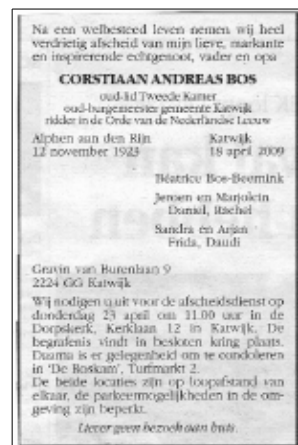 Na een welbesteed leven nemen wij heel
verdrietig afscheid van mijn lieve, markante
en inspirerende echtgenoot, vader en opa
CORSTIAAN ANDREAS BOS
oud-lid Tweede Kamer
oud-burgemeester gemeente Katwijk
ridder in de Orde van de Nederlandse Leeuw
Alphen aan den Rijn Katwijk
12 november 1923 18 april 2009
Béatrice Bos-Beernink
Jeroen en Marjolein
Daniël, Rachel
Sandra en Arjan
Frida, Daudi
Gravin van Burenlaan 9
2224 GG Katwijk
Wij nodigen u uit voor de afscheidsdienst op
donderdag 23 april om 11.00 uur in de
Dorpskerk, Kerklaan 12 in Katwijk. De
begrafenis vindt in besloten kring plaats.
Daarna is er gelegenheid om te condoleren
in 'De Roskam', Turfmarkt 2.
De beide locaties zijn op loopafstand van
elkaar, de parkeermogelijkheden in de om-
geving zijn beperkt.
Liever geen bezoek aan huis.